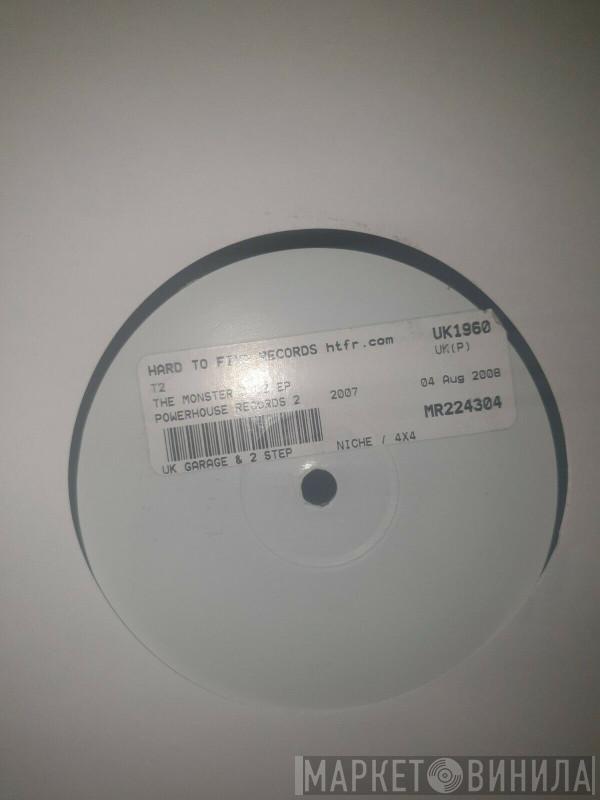 HARD TO FIND RECORDS htfr.com
UK1960
UK(P)
T2
THE MONSTER EP
POWERHOUSE RECORDS 2
2007
04 Aug 2008
MR224304
UK GARAGE & 2 STEP
NICHE / 4X4
МАРКЕТ ВИНИЛА